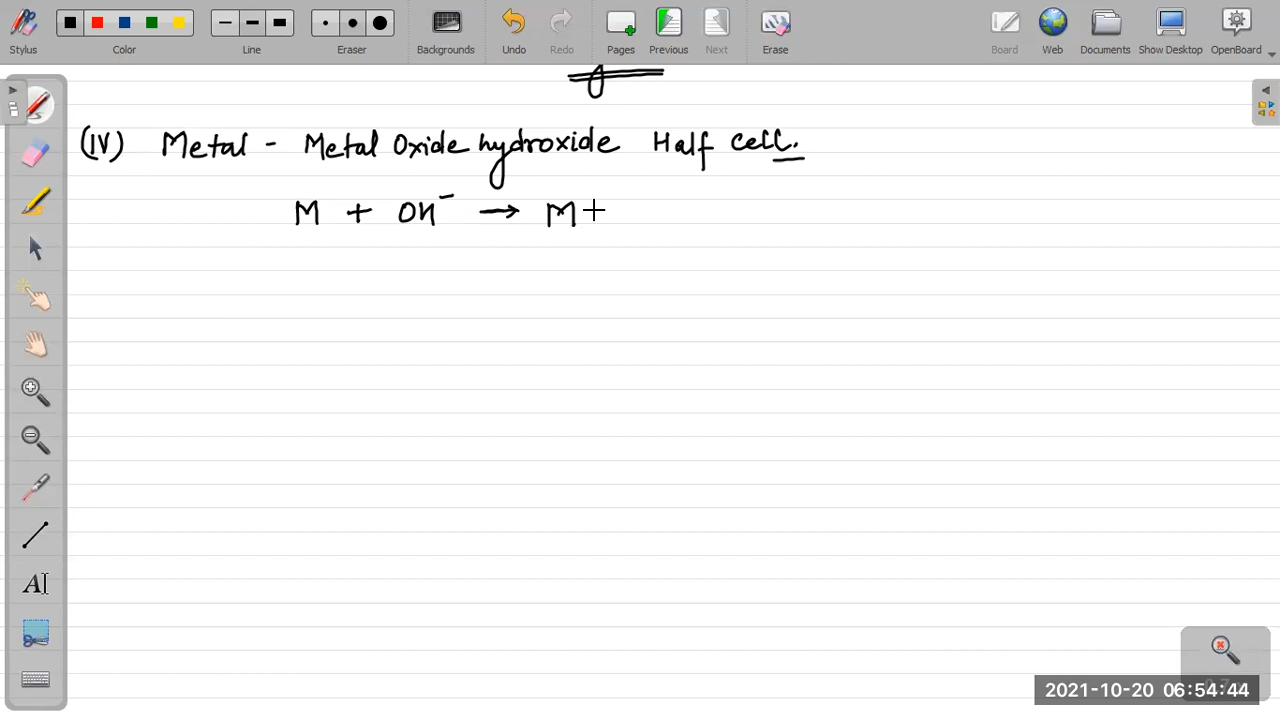 Stylus Color Line Eraser Backgrounds Undo Redo Pages Previous Next Erase Board Web Documents Show Desktop OpenBoard
(IV) Metal - Metal Oxide hydroxide Half cell.
M + OH⁻ → M
2021-10-20 06:54:44